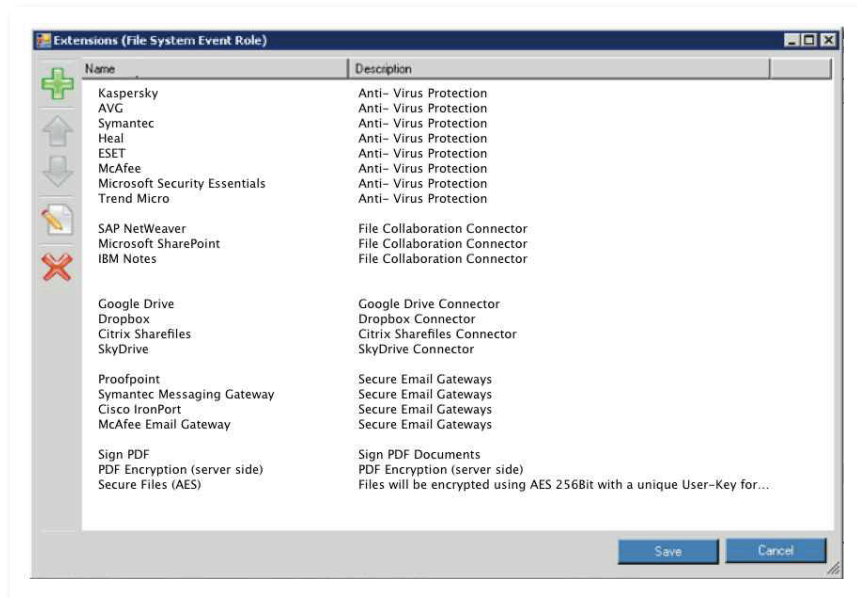 Extensions (File System Event Role)
Name Description
Kaspersky Anti- Virus Protection
AVG Anti- Virus Protection
Symantec Anti- Virus Protection
Heal Anti- Virus Protection
ESET Anti- Virus Protection
McAfee Anti- Virus Protection
Microsoft Security Essentials Anti- Virus Protection
Trend Micro Anti- Virus Protection
SAP NetWeaver File Collaboration Connector
Microsoft SharePoint File Collaboration Connector
IBM Notes File Collaboration Connector
Google Drive Google Drive Connector
Dropbox Dropbox Connector
Citrix Sharefiles Citrix Sharefiles Connector
SkyDrive SkyDrive Connector
Proofpoint Secure Email Gateways
Symantec Messaging Gateway Secure Email Gateways
Cisco IronPort Secure Email Gateways
McAfee Email Gateway Secure Email Gateways
Sign PDF Sign PDF Documents
PDF Encryption (server side) PDF Encryption (server side)
Secure Files (AES) Files will be encrypted using AES 256Bit with a unique User-Key for...
Save Cancel